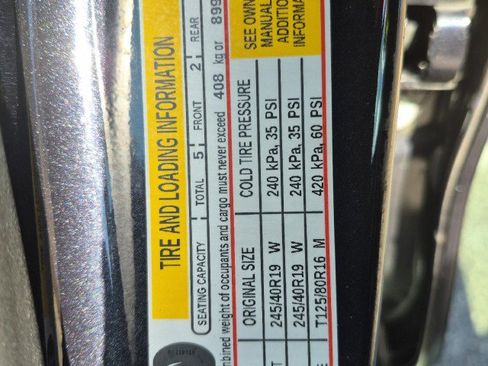 TIRE AND LOADING INFORMATION
SEATING CAPACITY TOTAL 5 FRONT 2 REAR
mbined weight of occupants and cargo must never exceed 408 kg or 899
ORIGINAL SIZE COLD TIRE PRESSURE SEE OWN
MANUAL
ADDITIO
INFORMA
T 245/40R19 W 240 kPa, 35 PSI
245/40R19 W 240 kPa, 35 PSI
E T125/80R16 M 420 kPa, 60 PSI